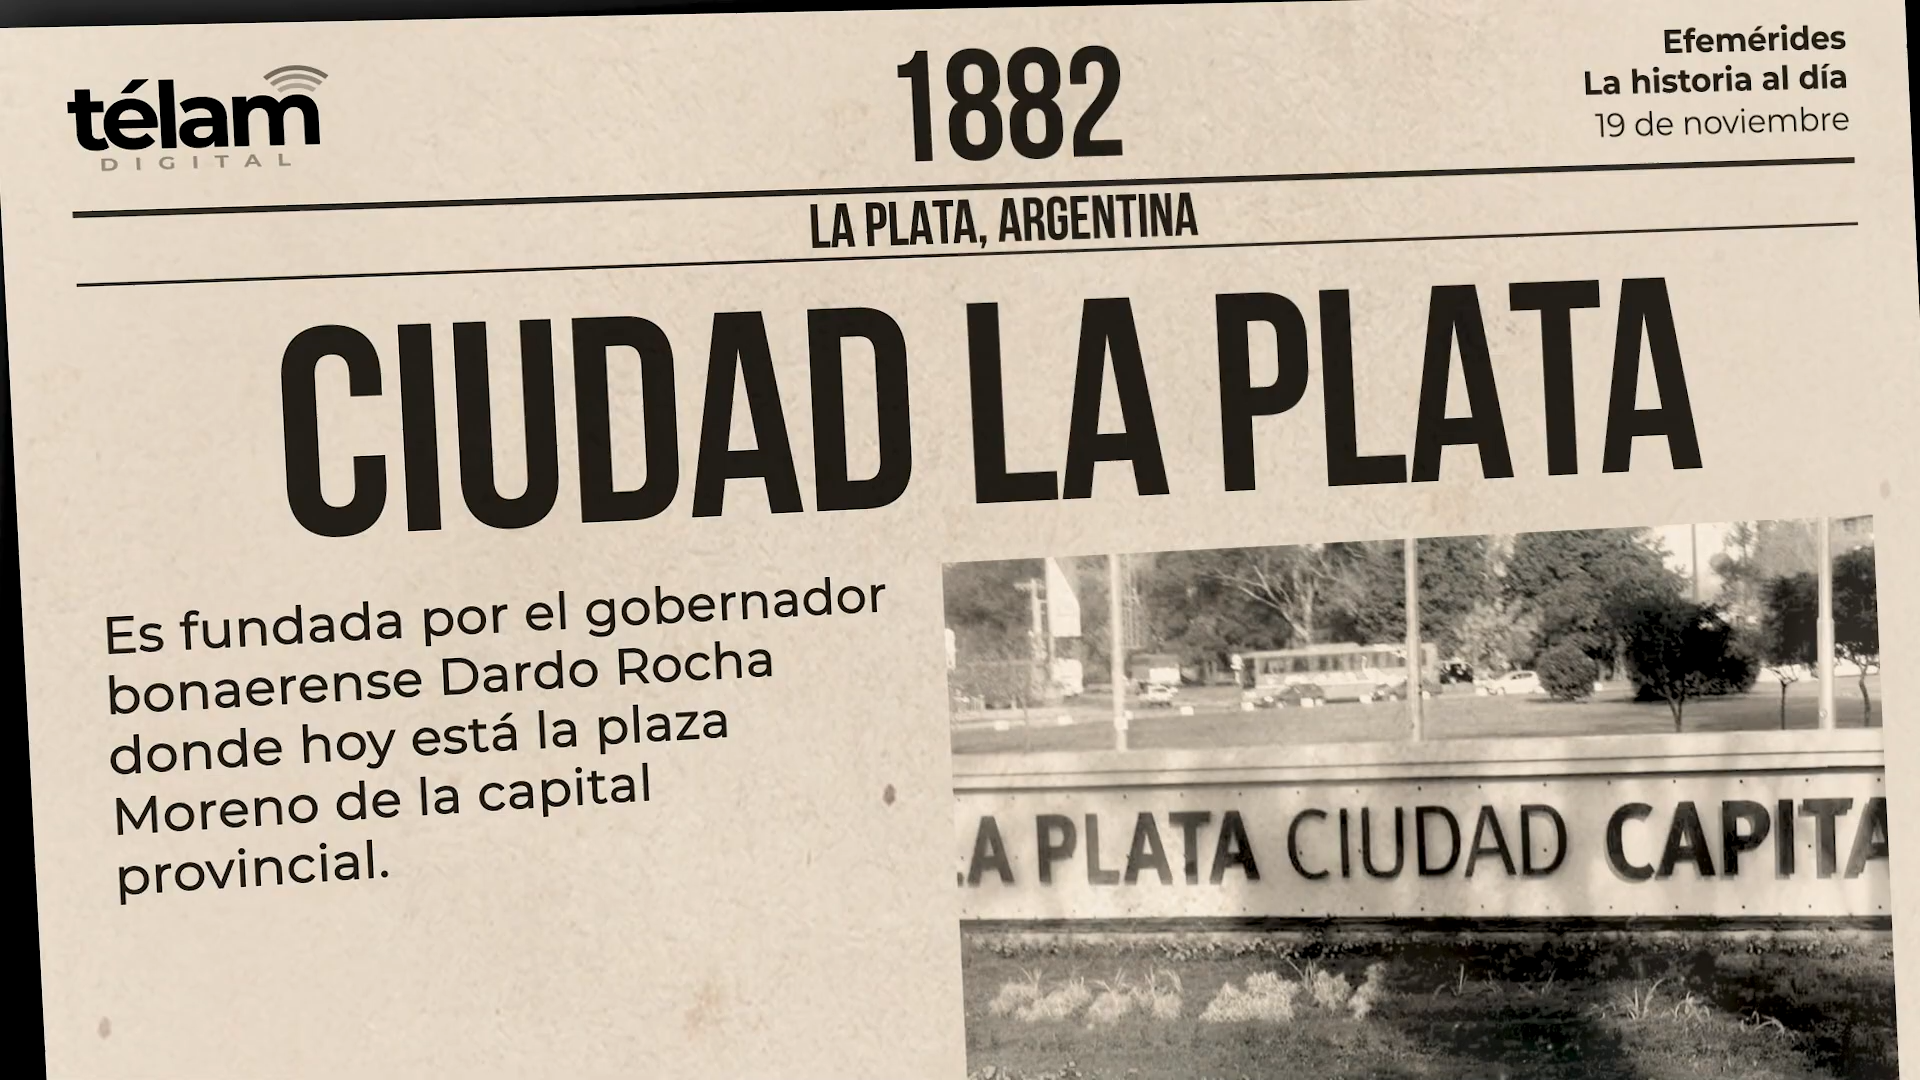 télam
DIGITAL
1882
Efemérides
La historia al día
19 de noviembre
LA PLATA, ARGENTINA
CIUDAD LA PLATA
Es fundada por el gobernador
bonaerense Dardo Rocha
donde hoy está la plaza
Moreno de la capital
provincial.
LA PLATA CIUDAD CAPITA